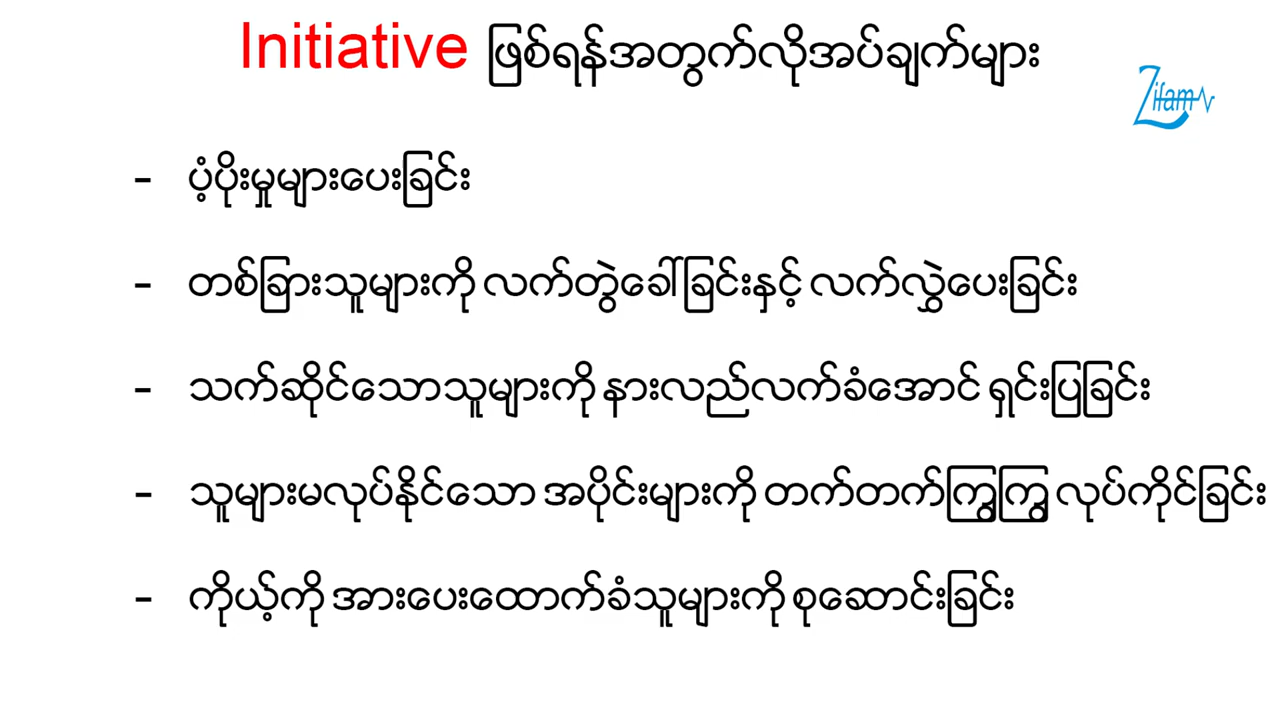 Initiative ဖြစ်ရန်အတွက်လိုအပ်ချက်များ
Zifam
- ပံ့ပိုးမှုများပေးခြင်း
- တစ်ခြားသူများကို လက်တွဲခေါ်ခြင်းနှင့် လက်လွှဲပေးခြင်း
- သက်ဆိုင်သောသူများကို နားလည်လက်ခံအောင် ရှင်းပြခြင်း
- သူများမလုပ်နိုင်သော အပိုင်းများကို တက်တက်ကြွကြွ လုပ်ကိုင်ခြင်း
- ကိုယ့်ကို အားပေးထောက်ခံသူများကို စုဆောင်းခြင်း